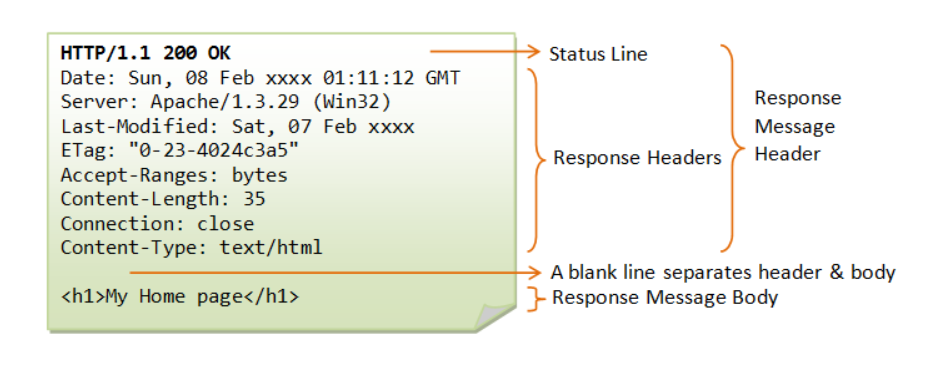 HTTP/1.1 200 OK
Date: Sun, 08 Feb xxxx 01:11:12 GMT
Server: Apache/1.3.29 (Win32)
Last-Modified: Sat, 07 Feb xxxx
ETag: "0-23-4024c3a5"
Accept-Ranges: bytes
Content-Length: 35
Connection: close
Content-Type: text/html
<h1>My Home page</h1>
Status Line
Response Headers
Response
Message
Header
A blank line separates header & body
Response Message Body